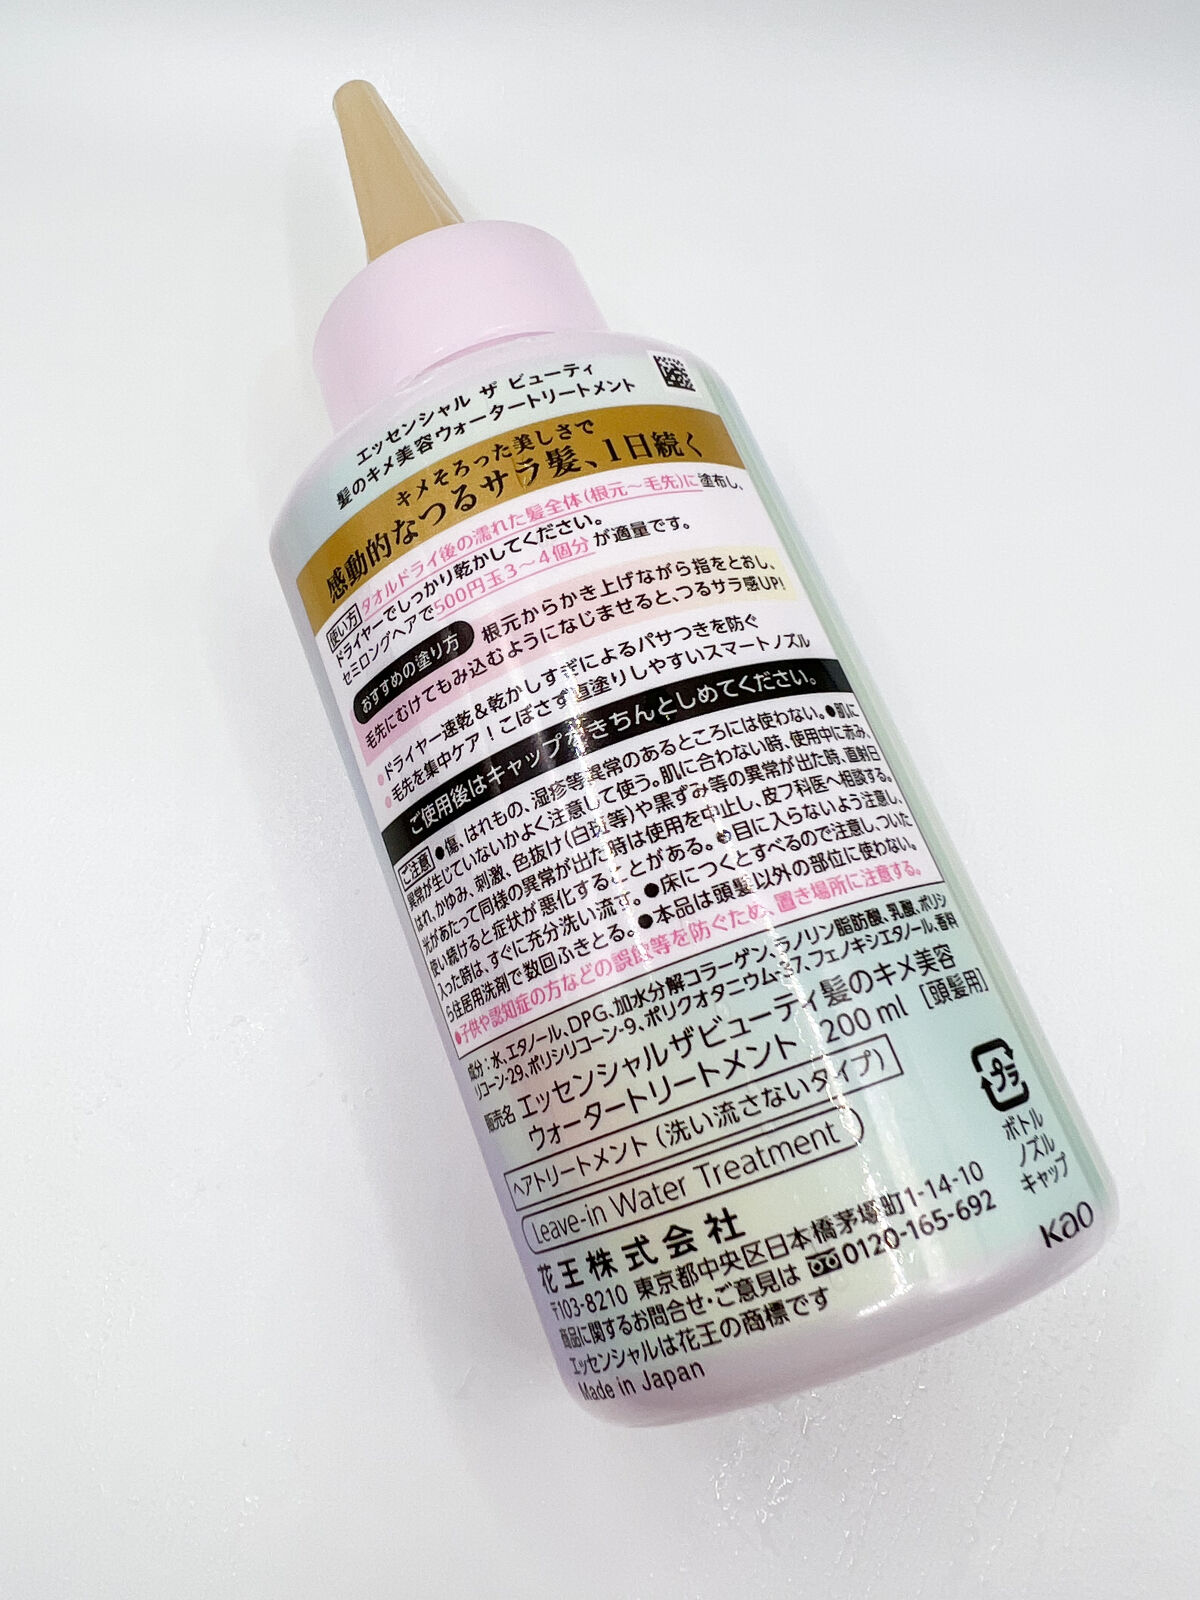 エッセンシャル ザ ビューティ
髪のキメ美容ウォータートリートメント
キメそろった美しさで
感動的なつるサラ髪、1日続く
使い方 タオルドライ後の濡れた髪全体(根元～毛先)に塗布し、
ドライヤーでしっかり乾かしてください。
セミロングヘアで500円玉3～4個分が適量です。
おすすめの塗り方 根元からかき上げながら指をとおし、
毛先にむけてもみ込むようになじませると、つるサラ感UP!
●ドライヤー速乾&乾かしすぎによるパサつきを防ぐ
●毛先を集中ケア!こぼさず直塗りしやすいスマートノズル
ご使用後はキャップをきちんとしめてください。
ご注意 ●傷、はれもの、湿疹等異常のあるところには使わない。●肌に
異常が生じていないかよく注意して使う。肌に合わない時、使用中に赤み、
はれ、かゆみ、刺激、色抜け(白斑等)や黒ずみ等の異常が出た時、直射日
光があたって同様の異常が出た時は使用を中止し、皮フ科医へ相談する。
使い続けると症状が悪化することがある。●目に入らないよう注意し、
入った時は、すぐに充分洗い流す。●床につくとすべるので注意し、ついた
ら住居用洗剤で数回ふきとる。●本品は頭髪以外の部位に使わない。
●子供や認知症の方などの誤飲等を防ぐため、置き場所に注意する。
成分:水、エタノール、DPG、加水分解コラーゲン、ラノリン脂肪酸、乳酸、ポリシ
リコーン-29、ポリシリコーン-9、ポリクオタニウム-37、フェノキシエタノール、香料
販売名 エッセンシャルザビューティ髪のキメ美容
ウォータートリートメント 200ml [頭髪用]
ヘアトリートメント(洗い流さないタイプ)
Leave-in Water Treatment
プラ
ボトル
ノズル
キャップ
花王株式会社
〒103-8210 東京都中央区日本橋茅場町1-14-10
商品に関するお問合せ・ご意見は 0120-165-692
エッセンシャルは花王の商標です
Made in Japan
Kao